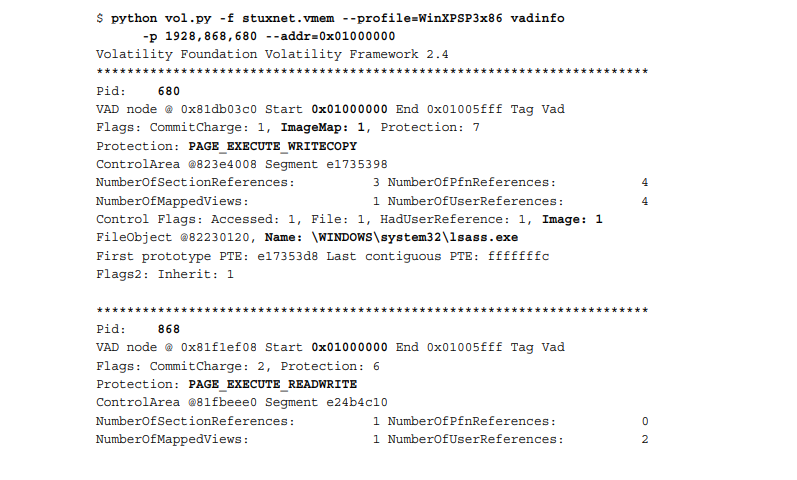 $ python vol.py -f stuxnet.vmem --profile=WinXPSP3x86 vadinfo
-p 1928,868,680 --addr=0x01000000
Volatility Foundation Volatility Framework 2.4
************************************************************************
Pid: 680
VAD node @ 0x81db03c0 Start 0x01000000 End 0x01005fff Tag Vad
Flags: CommitCharge: 1, ImageMap: 1, Protection: 7
Protection: PAGE_EXECUTE_WRITECOPY
ControlArea @823e4008 Segment e1735398
NumberOfSectionReferences: 3 NumberOfPfnReferences: 4
NumberOfMappedViews: 1 NumberOfUserReferences: 4
Control Flags: Accessed: 1, File: 1, HadUserReference: 1, Image: 1
FileObject @82230120, Name: \WINDOWS\system32\lsass.exe
First prototype PTE: e17353d8 Last contiguous PTE: fffffffc
Flags2: Inherit: 1
************************************************************************
Pid: 868
VAD node @ 0x81f1ef08 Start 0x01000000 End 0x01005fff Tag Vad
Flags: CommitCharge: 2, Protection: 6
Protection: PAGE_EXECUTE_READWRITE
ControlArea @81fbeee0 Segment e24b4c10
NumberOfSectionReferences: 1 NumberOfPfnReferences: 0
NumberOfMappedViews: 1 NumberOfUserReferences: 2